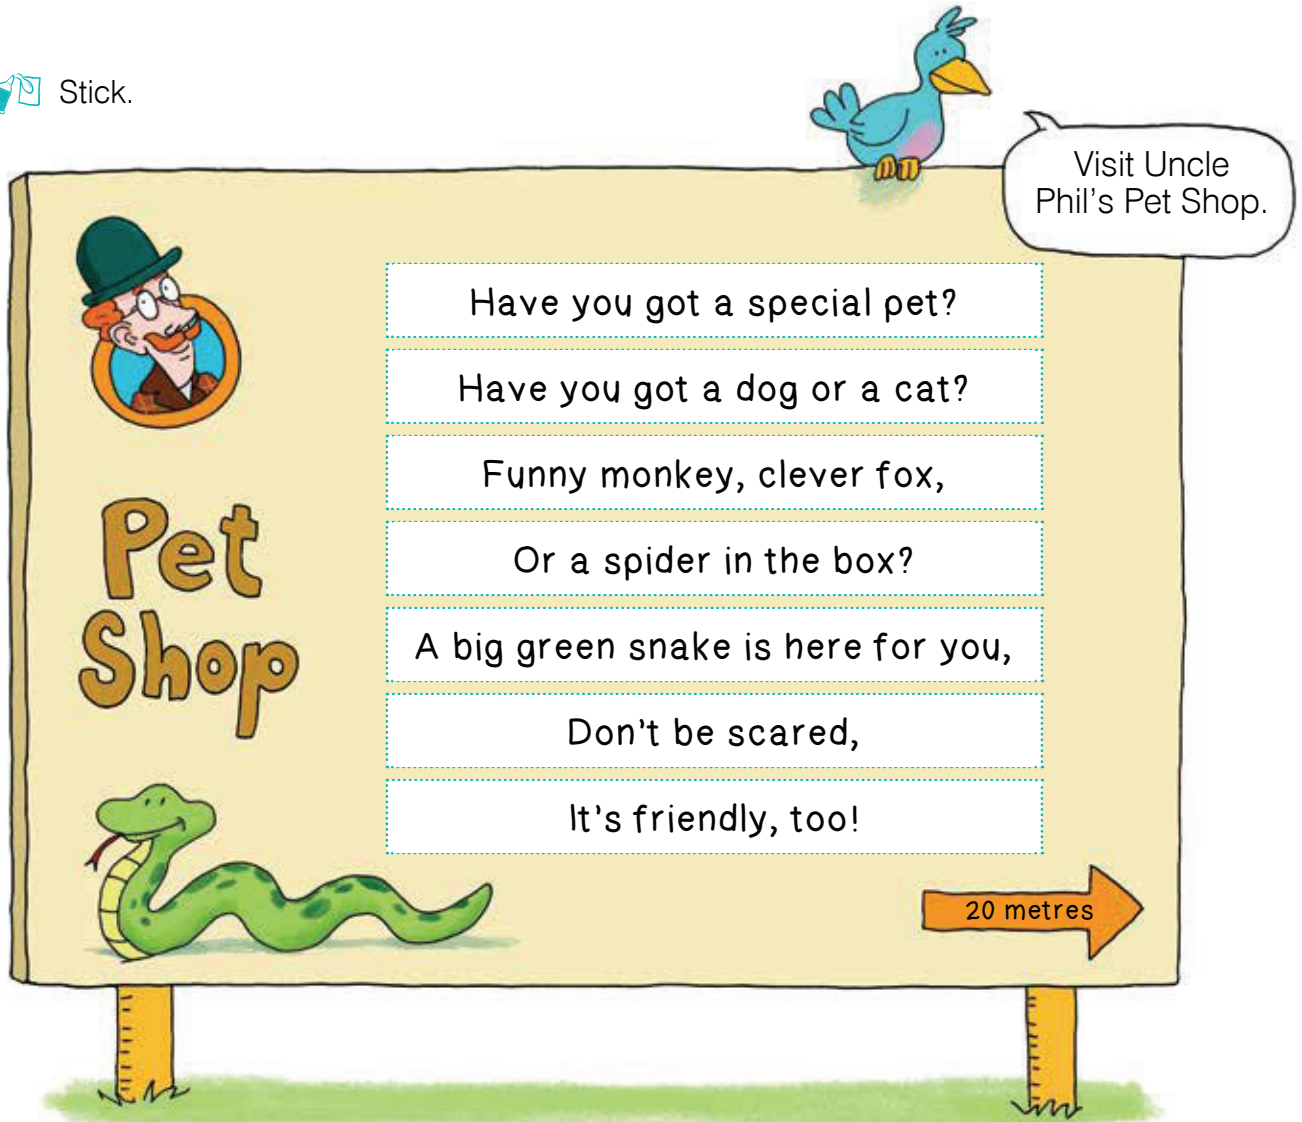 Stick.
Visit Uncle
Phil's Pet Shop.
Have you got a special pet?
Have you got a dog or a cat?
Funny monkey, clever fox,
Or a spider in the box?
A big green snake is here for you,
Don't be scared,
It's friendly, too!
Pet
Shop
20 metres